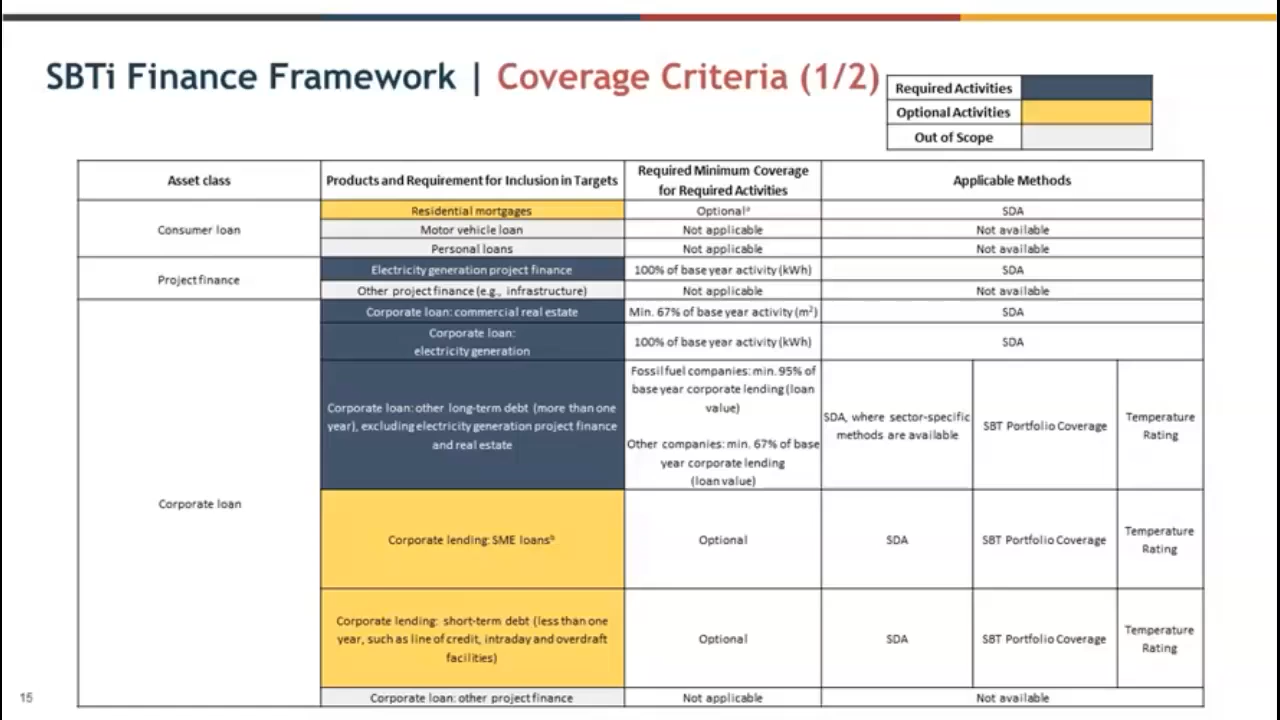 SBTi Finance Framework | Coverage Criteria (1/2)
Required Activities
Optional Activities
Out of Scope
Asset class
Products and Requirement for Inclusion in Targets
Required Minimum Coverage
for Required Activities
Applicable Methods
Consumer loan
Residential mortgages
Optionalᵃ
SDA
Motor vehicle loan
Not applicable
Not available
Personal loans
Not applicable
Not available
Project finance
Electricity generation project finance
100% of base year activity (kWh)
SDA
Other project finance (e.g., infrastructure)
Not applicable
Not available
Corporate loan
Corporate loan: commercial real estate
Min. 67% of base year activity (m²)
SDA
Corporate loan:
electricity generation
100% of base year activity (kWh)
SDA
Corporate loan: other long-term debt (more than one
year), excluding electricity generation project finance
and real estate
Fossil fuel companies: min. 95% of
base year corporate lending (loan
value)
Other companies: min. 67% of base
year corporate lending
(loan value)
SDA, where sector-specific
methods are available
SBT Portfolio Coverage
Temperature
Rating
Corporate lending: SME loansᵇ
Optional
SDA
SBT Portfolio Coverage
Temperature
Rating
Corporate lending: short-term debt (less than one
year, such as line of credit, intraday and overdraft
facilities)
Optional
SDA
SBT Portfolio Coverage
Temperature
Rating
Corporate loan: other project finance
Not applicable
Not available
15